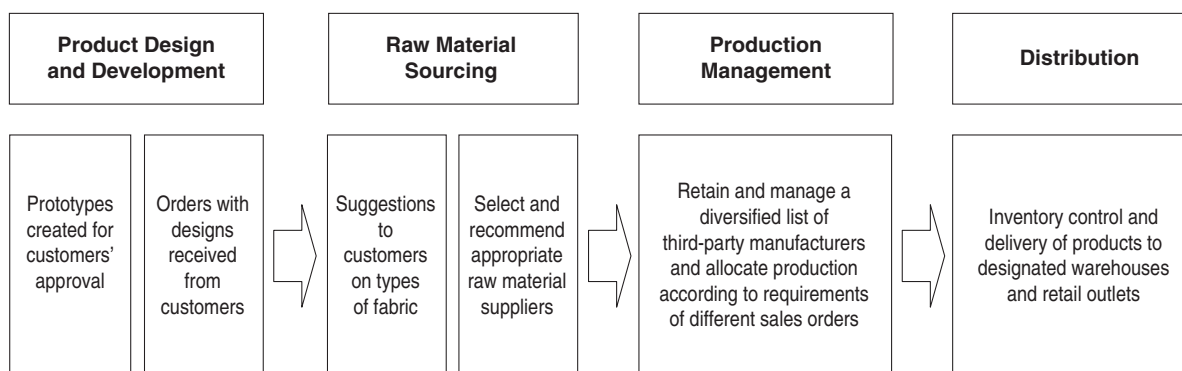 Product Design
and Development
Raw Material
Sourcing
Production
Management
Distribution
Prototypes
created for
customers’
approval
Orders with
designs
received
from
customers
Suggestions
to
customers
on types
of fabric
Select and
recommend
appropriate
raw material
suppliers
Retain and manage a
diversified list of
third-party manufacturers
and allocate production
according to requirements
of different sales orders
Inventory control and
delivery of products to
designated warehouses
and retail outlets